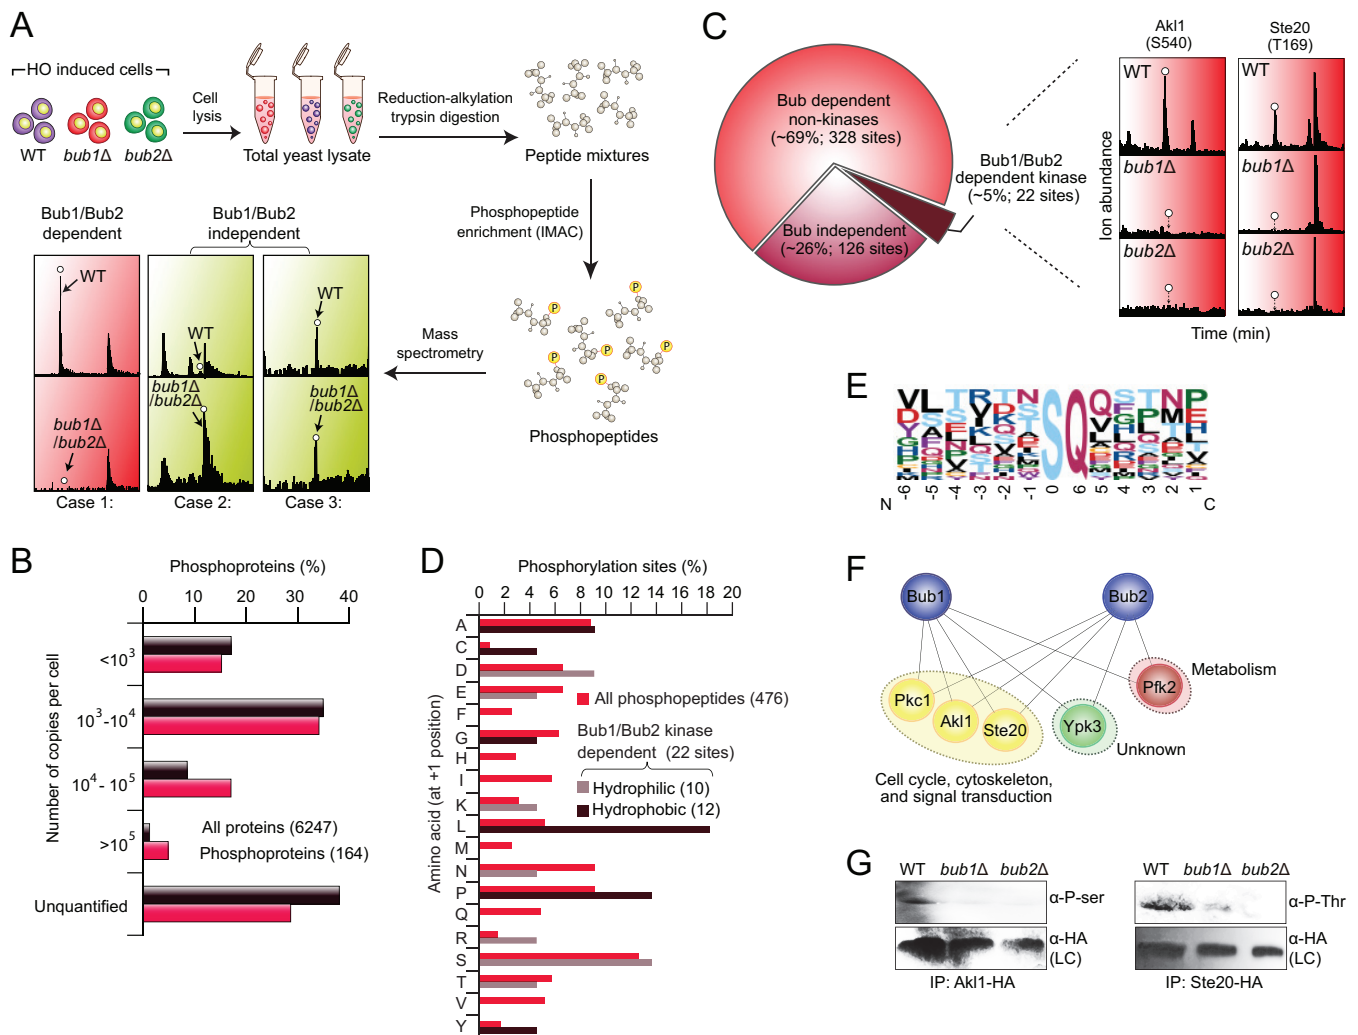 A
HO induced cells
WT
bub1Δ
bub2Δ
Cell
lysis
Total yeast lysate
Reduction-alkylation
trypsin digestion
Peptide mixtures
Phosphopeptide
enrichment (IMAC)
P
P
P
P
P
P
Phosphopeptides
Mass
spectrometry
Bub1/Bub2
dependent
Bub1/Bub2
independent
WT
WT
WT
bub1Δ
/bub2Δ
bub1Δ
/bub2Δ
bub1Δ
/bub2Δ
Case 1:
Case 2:
Case 3:
B
Phosphoproteins (%)
0 10 20 30 40
Number of copies per cell
<10³
10³-10⁴
10⁴- 10⁵
>10⁵
Unquantified
All proteins (6247)
Phosphoproteins (164)
C
Bub dependent
non-kinases
(~69%; 328 sites)
Bub independent
(~26%; 126 sites)
Bub1/Bub2
dependent kinase
(~5%; 22 sites)
Akl1
(S540)
Ste20
(T169)
WT
WT
bub1Δ
bub1Δ
bub2Δ
bub2Δ
Ion abundance
Time (min)
D
Phosphorylation sites (%)
0 2 4 6 8 10 12 14 16 18 20
Amino acid (at +1 position)
A
C
D
E
F
G
H
I
K
L
M
N
P
Q
R
S
T
V
Y
All phosphopeptides (476)
Bub1/Bub2 kinase
dependent (22 sites)
Hydrophilic (10)
Hydrophobic (12)
E
SQ
N -6 -5 -4 -3 -2 -1 0 6 5 4 3 2 1 C
F
Bub1
Bub2
Pkc1
Akl1
Ste20
Ypk3
Pfk2
Metabolism
Unknown
Cell cycle, cytoskeleton,
and signal transduction
G
WT bub1Δ bub2Δ
α-P-ser
α-HA
(LC)
IP: Akl1-HA
WT bub1Δ bub2Δ
α-P-Thr
α-HA
(LC)
IP: Ste20-HA